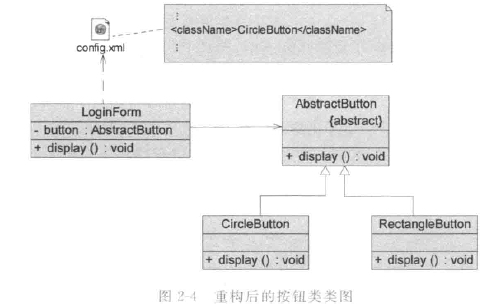 :
<className>CircleButton</className>
:
config.xml
LoginForm
- button : AbstractButton
+ display () : void
AbstractButton
{abstract}
+ display () : void
CircleButton
+ display () : void
RectangleButton
+ display () : void
图 2-4 重构后的按钮类类图